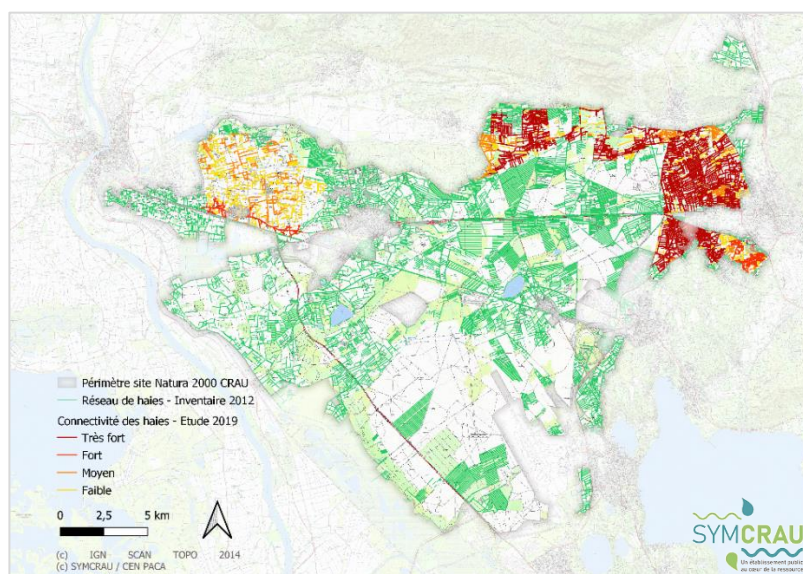 Périmètre site Natura 2000 CRAU
Réseau de haies - Inventaire 2012
Connectivité des haies - Etude 2019
Très fort
Fort
Moyen
Faible
0 2,5 5 km
(c) IGN SCAN TOPO 2014
(c) SYMCRAU / CEN PACA
SYMCRAU
Un établissement public
au cœur de la ressource